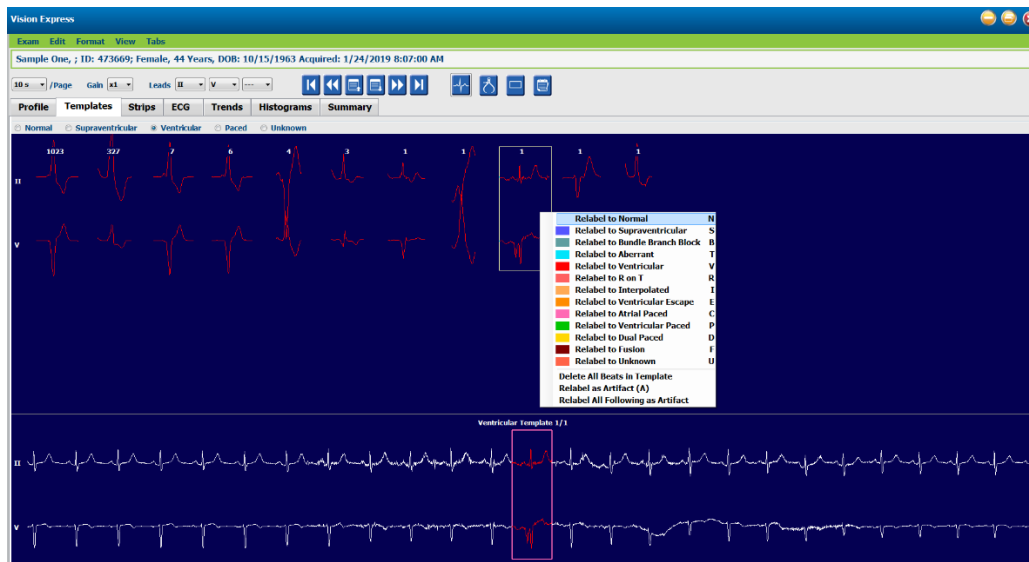 Vision Express
Exam Edit Format View Tabs
Sample One, ; ID: 473669; Female, 44 Years, DOB: 10/15/1963 Acquired: 1/24/2019 8:07:00 AM
10 s /Page Gain x1 Leads II V ---
Profile Templates Strips ECG Trends Histograms Summary
Normal Supraventricular Ventricular Paced Unknown
1023 327 7 6 4 3 1 1 1 1 1
II
V
Relabel to Normal N
Relabel to Supraventricular S
Relabel to Bundle Branch Block B
Relabel to Aberrant T
Relabel to Ventricular V
Relabel to R on T R
Relabel to Interpolated I
Relabel to Ventricular Escape E
Relabel to Atrial Paced C
Relabel to Ventricular Paced P
Relabel to Dual Paced D
Relabel to Fusion F
Relabel to Unknown U
Delete All Beats in Template
Relabel as Artifact (A)
Relabel All Following as Artifact
Ventricular Template 1/1
II
V